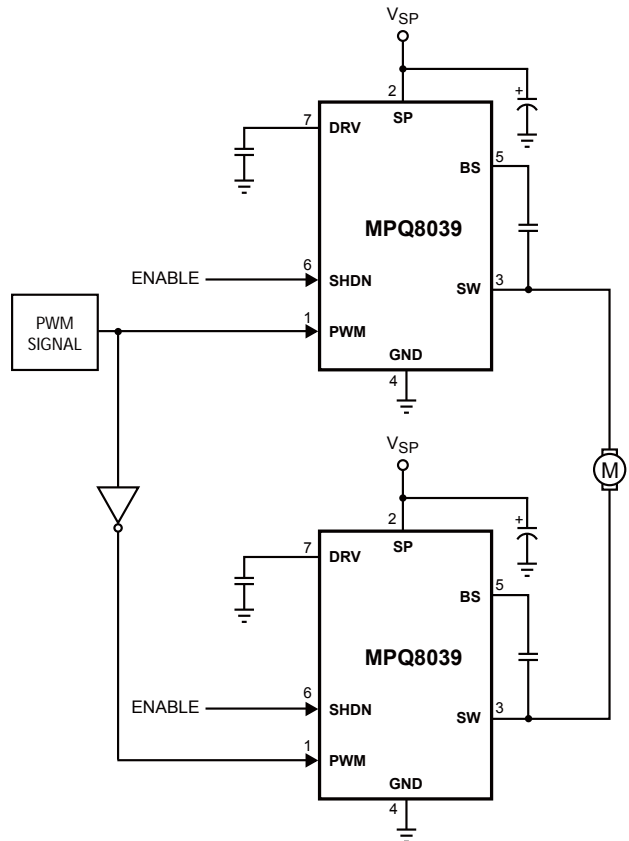 VSP
2
SP
7
DRV
BS
5
MPQ8039
ENABLE
6
SHDN
SW
3
PWM
SIGNAL
1
PWM
GND
4
VSP
M
2
SP
7
DRV
BS
5
MPQ8039
ENABLE
6
SHDN
SW
3
1
PWM
GND
4